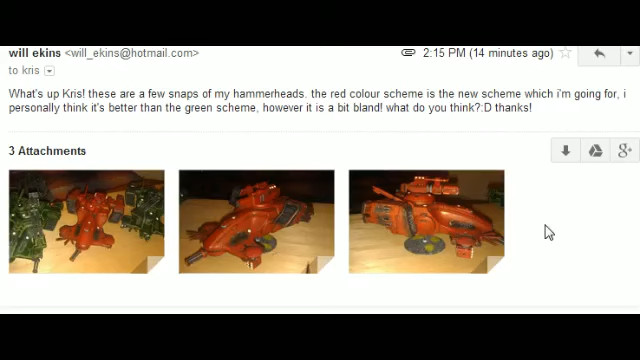 will ekins <will_ekins@hotmail.com>
2:15 PM (14 minutes ago)
to kris
What's up Kris! these are a few snaps of my hammerheads. the red colour scheme is the new scheme which i'm going for, i
personally think it's better than the green scheme, however it is a bit bland! what do you think?:D thanks!
3 Attachments
g+